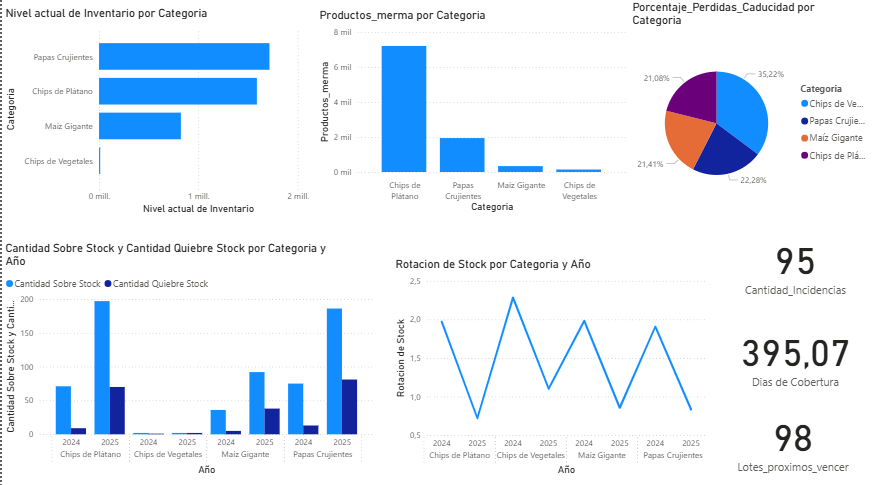 Nivel actual de Inventario por Categoria
Categoria
Papas Crujientes
Chips de Plátano
Maiz Gigante
Chips de Vegetales
0 mill.
1 mill.
2 mill.
Nivel actual de Inventario
Productos_merma por Categoria
Productos_merma
8 mil
6 mil
4 mil
2 mil
0 mil
Chips de
Plátano
Papas
Crujientes
Maiz Gigante
Chips de
Vegetales
Categoria
Porcentaje_Perdidas_Caducidad por
Categoria
21,08%
35,22%
21,41%
22,28%
Categoria
Chips de Ve...
Papas Crujie...
Maíz Gigante
Chips de Plá...
Cantidad Sobre Stock y Cantidad Quiebre Stock por Categoria y
Año
Cantidad Sobre Stock
Cantidad Quiebre Stock
Cantidad Sobre Stock y Canti...
200
150
100
50
0
2024
2025
2024
2025
2024
2025
2024
2025
Chips de Plátano
Chips de Vegetales
Maiz Gigante
Papas Crujientes
Año
Rotacion de Stock por Categoria y Año
Rotacion de Stock
2,5
2,0
1,5
1,0
0,5
2024
2025
2024
2025
2024
2025
2024
2025
Chips de Plátano
Chips de Vegetales
Maiz Gigante
Papas Crujientes
Año
95
Cantidad_Incidencias
395,07
Dias de Cobertura
98
Lotes_proximos_vencer